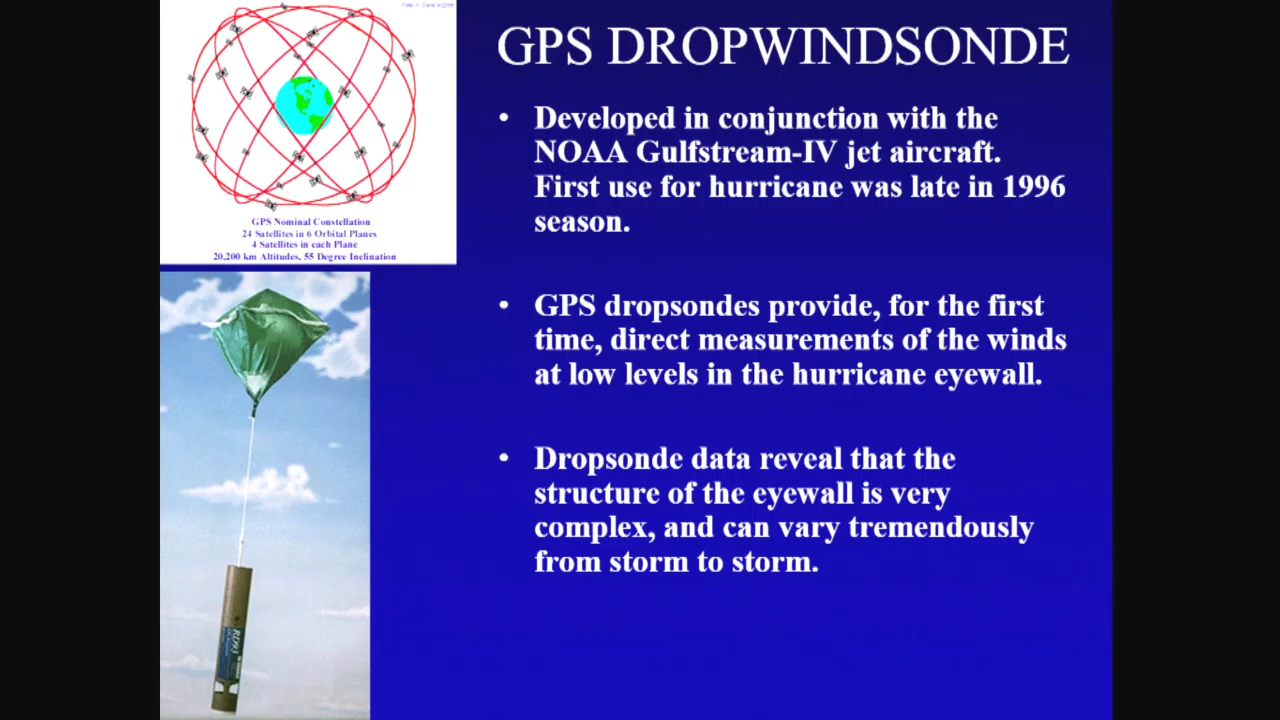 GPS DROPWINDSONDE
GPS Nominal Constellation
24 Satellites in 6 Orbital Planes
4 Satellites in each Plane
20,200 km Altitudes, 55 Degree Inclination
• Developed in conjunction with the
NOAA Gulfstream-IV jet aircraft.
First use for hurricane was late in 1996
season.
• GPS dropsondes provide, for the first
time, direct measurements of the winds
at low levels in the hurricane eyewall.
• Dropsonde data reveal that the
structure of the eyewall is very
complex, and can vary tremendously
from storm to storm.
RD93